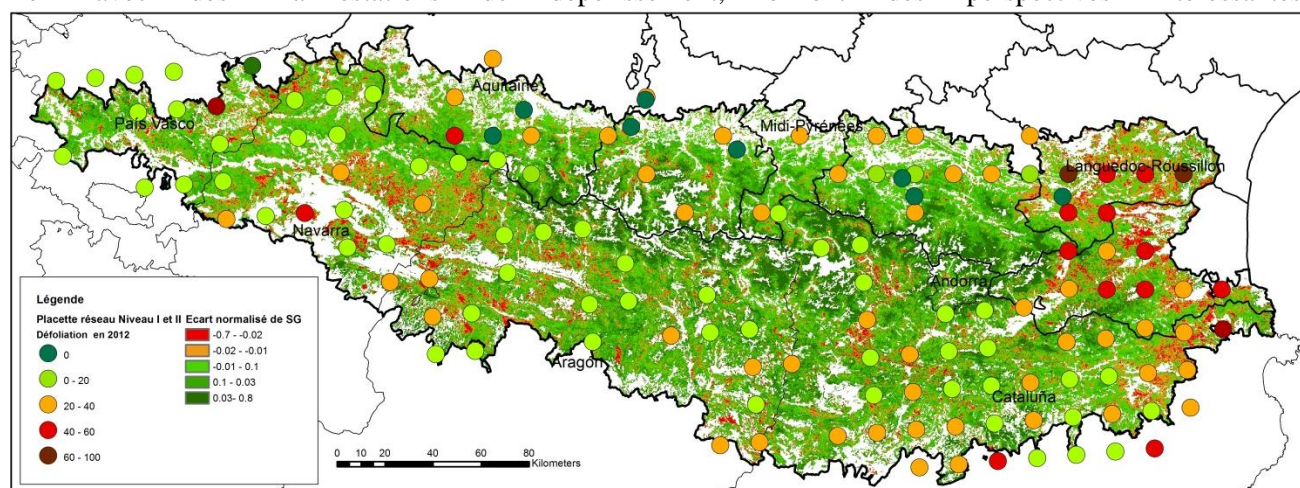 Aquitaine
País Vasco
Midi-Pyrénées
Languedoc-Roussillon
Navarra
Andorra
Aragón
Cataluña
Légende
Placette réseau Niveau I et II Ecart normalisé de SG
Défoliation en 2012
-0.7 - -0.02
0
-0.02 - -0.01
0 - 20
-0.01 - 0.1
0.1 - 0.03
20 - 40
0.03- 0.8
40 - 60
60 - 100
0 10 20 40 60 80
Kilometers